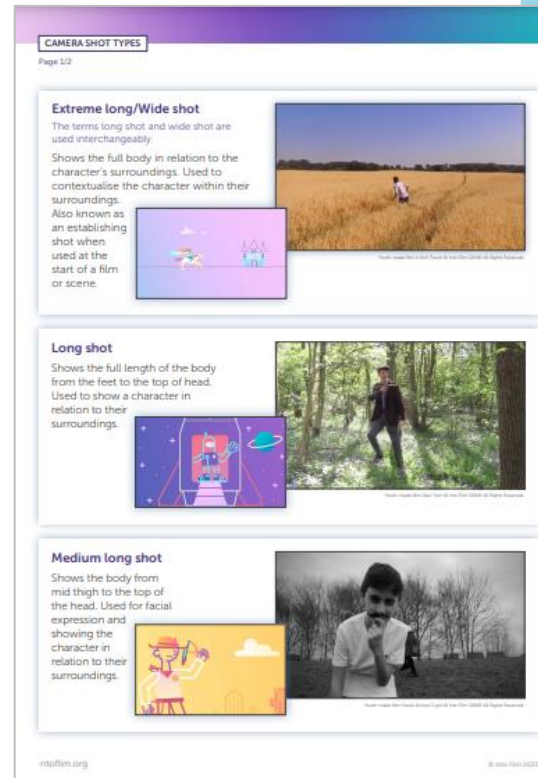 CAMERA SHOT TYPES
Page 1/2
Extreme long/Wide shot
The terms long shot and wide shot are
used interchangeably.
Shows the full body in relation to the
character's surroundings. Used to
contextualise the character within their
surroundings.
Also known as
an establishing
shot when
used at the
start of a film
or scene.
Long shot
Shows the full length of the body
from the feet to the top of head.
Used to show a character in
relation to their
surroundings.
Medium long shot
Shows the body from
mid thigh to the top of
the head. Used for facial
expression and
showing the
character in
relation to their
surroundings.
intofilm.org